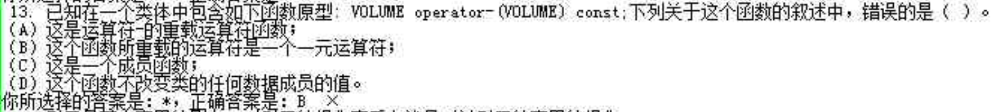 13. 已知在一个类体中包含如下函数原型: VOLUME operator-(VOLUME) const;下列关于这个函数的叙述中，错误的是（ ）。
(A) 这是运算符-的重载运算符函数；
(B) 这个函数所重载的运算符是一个一元运算符；
(C) 这是一个成员函数；
(D) 这个函数不改变类的任何数据成员的值。
你所选择的答案是：*，正确答案是：B ×